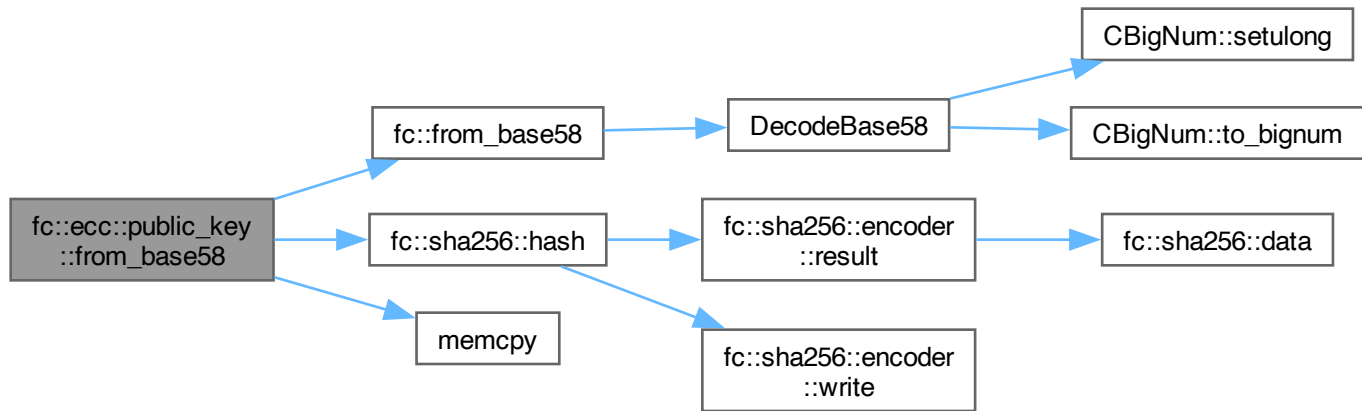 fc::ecc::public_key
::from_base58
fc::from_base58
DecodeBase58
CBigNum::setulong
CBigNum::to_bignum
fc::sha256::hash
fc::sha256::encoder
::result
fc::sha256::data
fc::sha256::encoder
::write
memcpy